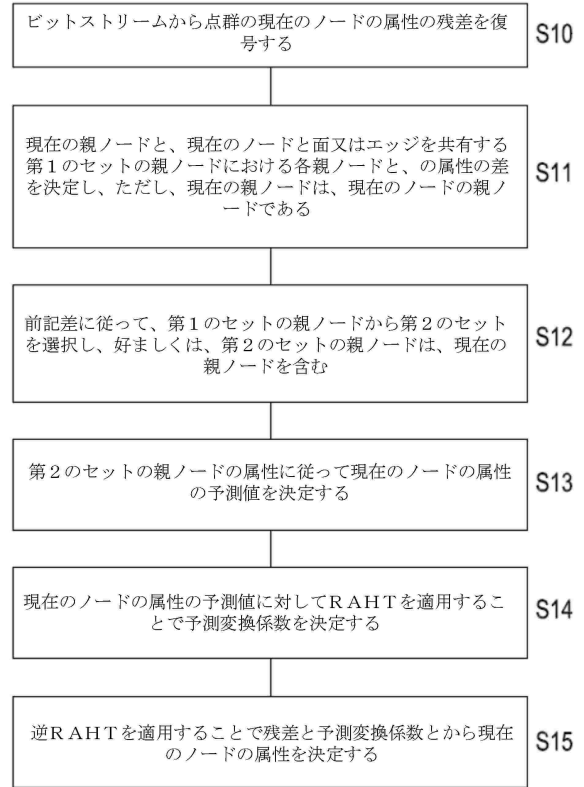 ビットストリームから点群の現在のノードの属性の残差を復
号する
S10
現在の親ノードと、現在のノードと面又はエッジを共有する
第１のセットの親ノードにおける各親ノードと、の属性の差
を決定し、ただし、現在の親ノードは、現在のノードの親ノ
ードである
S11
前記差に従って、第１のセットの親ノードから第２のセット
を選択し、好ましくは、第２のセットの親ノードは、現在の
親ノードを含む
S12
第２のセットの親ノードの属性に従って現在のノードの属性
の予測値を決定する
S13
現在のノードの属性の予測値に対してＲＡＨＴを適用するこ
とで予測変換係数を決定する
S14
逆ＲＡＨＴを適用することで残差と予測変換係数とから現在
のノードの属性を決定する
S15